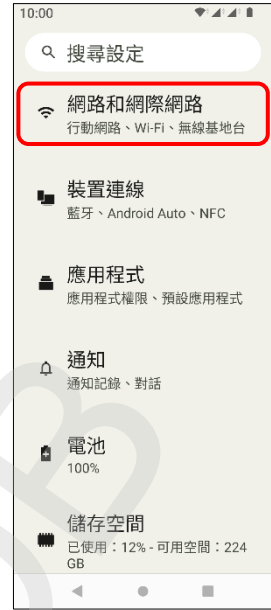 10:00
搜尋設定
網路和網際網路
行動網路、Wi-Fi、無線基地台
裝置連線
藍牙、Android Auto、NFC
應用程式
應用程式權限、預設應用程式
通知
通知記錄、對話
電池
100%
儲存空間
已使用：12% - 可用空間：224
GB